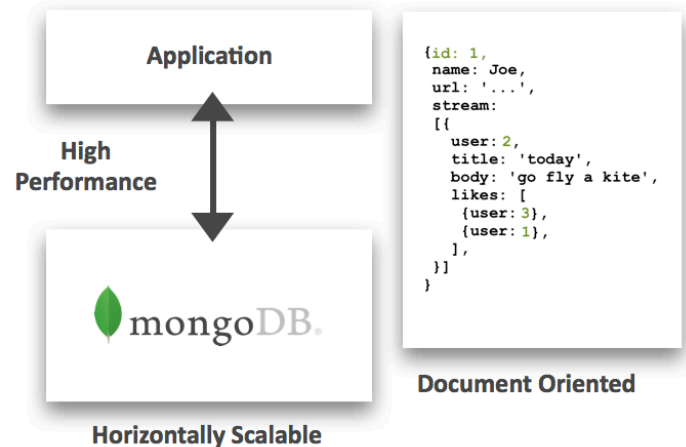 Application
High
Performance
mongoDB®
Horizontally Scalable
{id: 1,
name: Joe,
url: '...',
stream:
[{
user: 2,
title: 'today',
body: 'go fly a kite',
likes: [
{user: 3},
{user: 1},
],
}]
}
Document Oriented